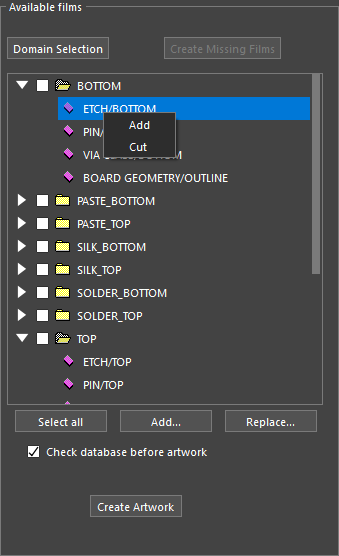 Available films
Domain Selection
Create Missing Films
BOTTOM
ETCH/BOTTOM
Add
PIN/
Cut
VIA /BOTTOM
BOARD GEOMETRY/OUTLINE
PASTE_BOTTOM
PASTE_TOP
SILK_BOTTOM
SILK_TOP
SOLDER_BOTTOM
SOLDER_TOP
TOP
ETCH/TOP
PIN/TOP
Select all
Add...
Replace...
Check database before artwork
Create Artwork